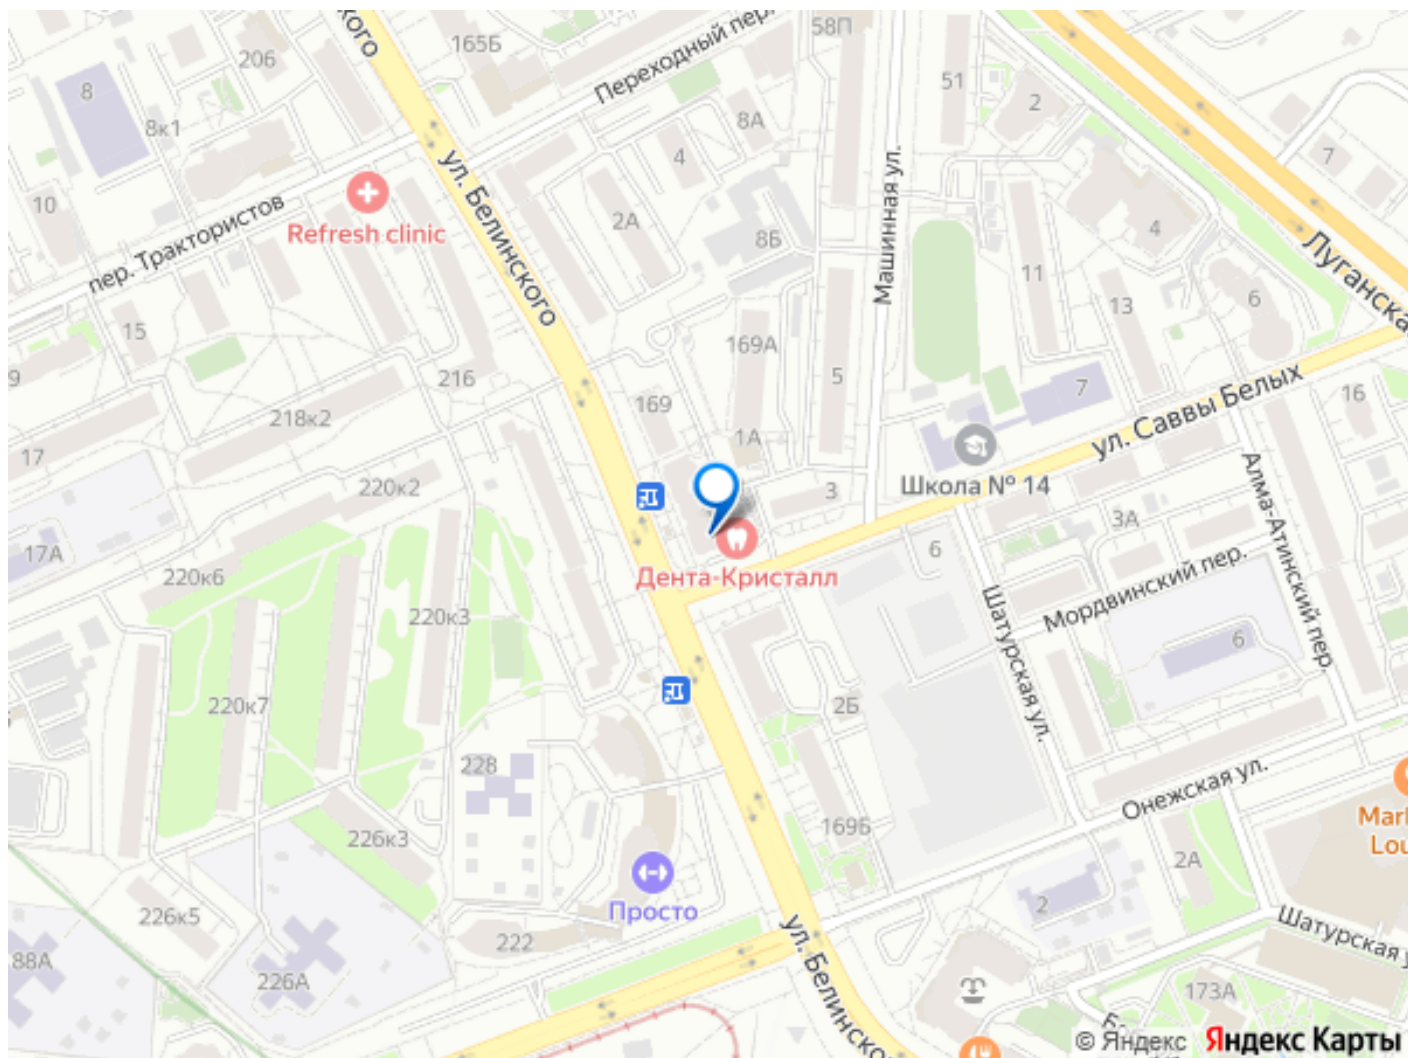 ского
165Б
58П
Переходный пер.
206
8
8к1
51
2
8А
4
7
ул. Белинского
Машинная ул.
10
пер. Трактористов
Refresh clinic
2А
8Б
4
11
Луганска
15
13
6
169А
9
216
5
218к2
169
7
ул. Саввы Белых
16
17
1А
220к2
3
Школа № 14
3А
Алма-Атинский пер.
17А
220к6
Дента-Кристалл
6
Мордвинский пер.
220к3
Шатурская ул.
6
220к7
2Б
228
Онежская ул.
226к3
169Б
Mar
Lou
2А
Просто
226к5
222
2
ул. Белинско
Шатурская у
88А
226А
173А
© Яндекс Яндекс Карты